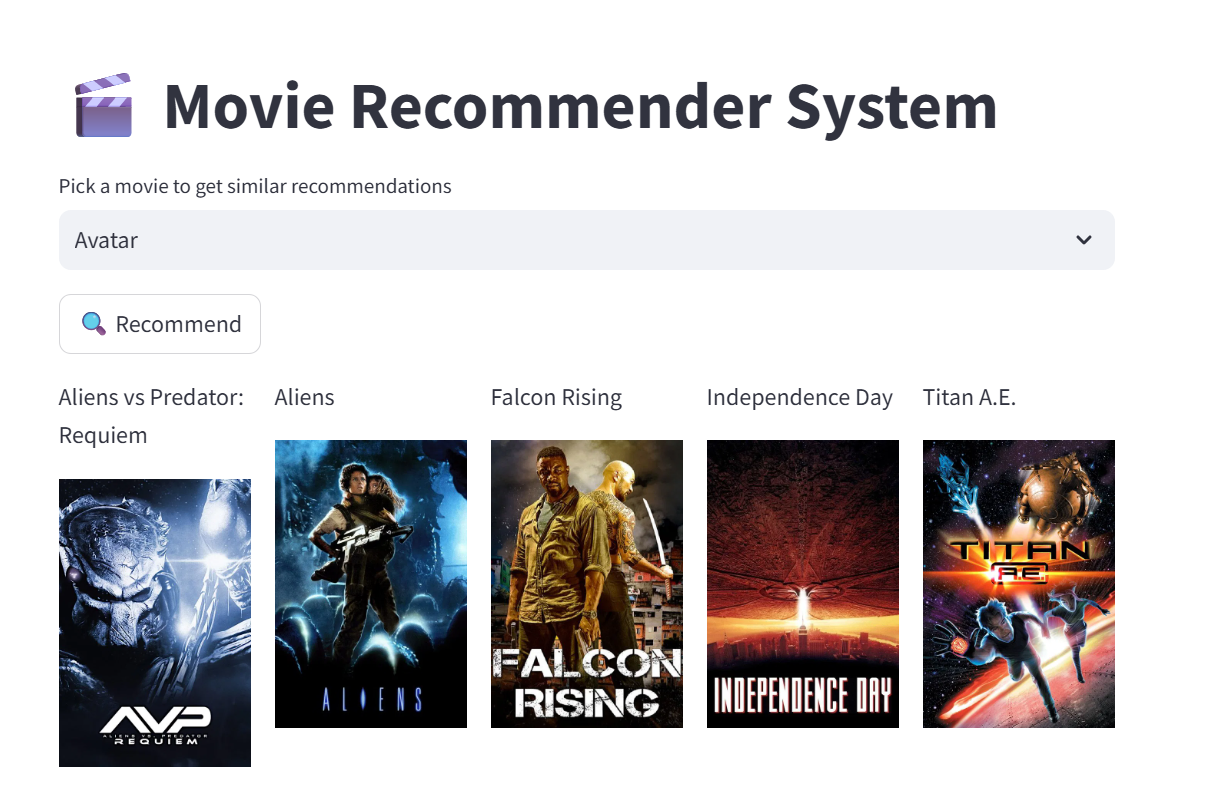 Movie Recommender System
Pick a movie to get similar recommendations
Avatar
Recommend
Aliens vs Predator:
Requiem
Aliens
Falcon Rising
Independence Day
Titan A.E.
AVP
ALIENS VS. PREDATOR
REQUIEM
ALIENS
FALCON
RISING
INDEPENDENCE DAY
TITAN
A.E.